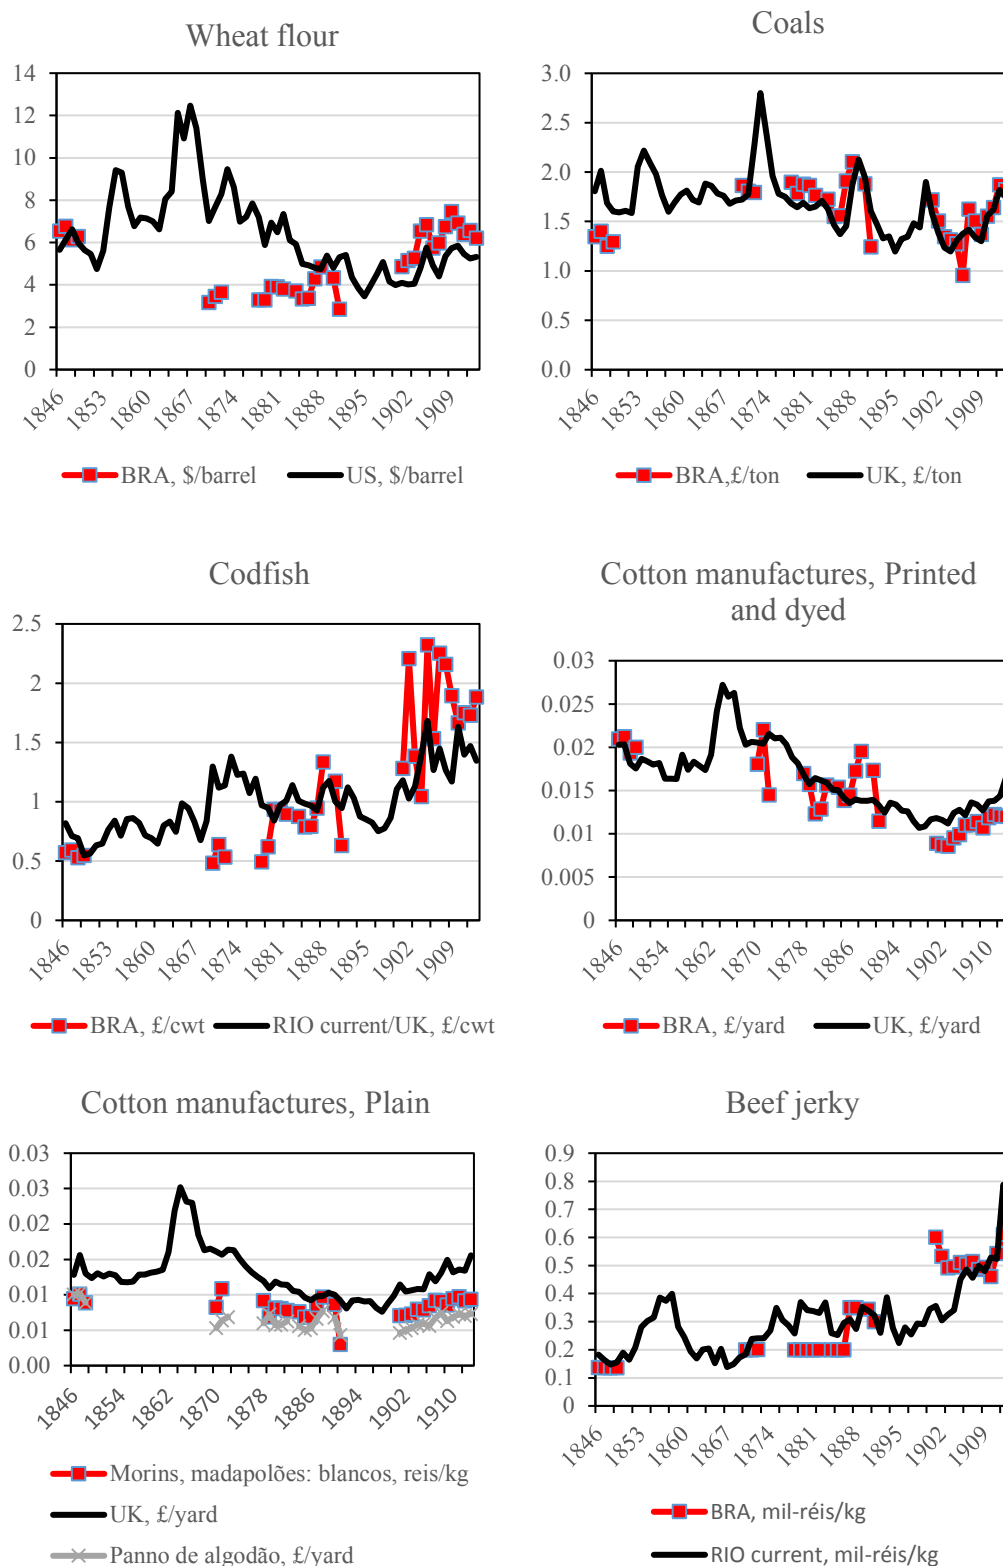 Wheat flour
14
12
10
8
6
4
2
0
1846 1853 1860 1867 1874 1881 1888 1895 1902 1909
BRA, $/barrel US, $/barrel
Coals
3.0
2.5
2.0
1.5
1.0
0.5
0.0
1846 1853 1860 1867 1874 1881 1888 1895 1902 1909
BRA,£/ton UK, £/ton
Codfish
2.5
2
1.5
1
0.5
0
1846 1853 1860 1867 1874 1881 1888 1895 1902 1909
BRA, £/cwt RIO current/UK, £/cwt
Cotton manufactures, Printed
and dyed
0.03
0.025
0.02
0.015
0.01
0.005
0
1846 1854 1862 1870 1878 1886 1894 1902 1910
BRA, £/yard UK, £/yard
Cotton manufactures, Plain
0.03
0.03
0.02
0.02
0.01
0.01
0.00
1846 1854 1862 1870 1878 1886 1894 1902 1910
Morins, madapolões: blancos, reis/kg
UK, £/yard
Panno de algodão, £/yard
Beef jerky
0.9
0.8
0.7
0.6
0.5
0.4
0.3
0.2
0.1
0
1846 1853 1860 1867 1874 1881 1888 1895 1902 1909
BRA, mil-réis/kg
RIO current, mil-réis/kg